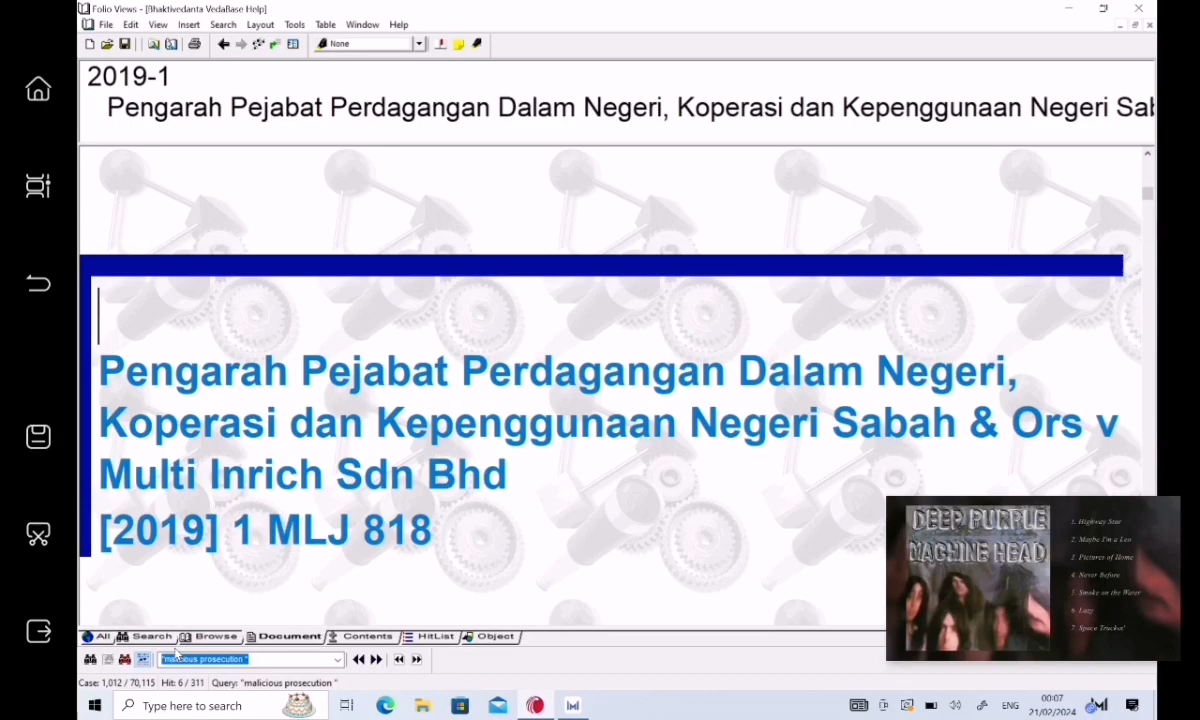 Folio Views - [Bhaktivedanta VedaBase Help]
File Edit View Insert Search Layout Tools Table Window Help
None
2019-1
Pengarah Pejabat Perdagangan Dalam Negeri, Koperasi dan Kepenggunaan Negeri Sab
Pengarah Pejabat Perdagangan Dalam Negeri,
Koperasi dan Kepenggunaan Negeri Sabah & Ors v
Multi Inrich Sdn Bhd
[2019] 1 MLJ 818
DEEP PURPLE
MACHINE HEAD
1. Highway Star
2. Maybe I'm a Leo
3. Pictures of Home
4. Never Before
5. Smoke on the Water
6. Lazy
7. Space Truckin'
All Search Browse Document Contents HitList Object
"malicious prosecution "
Case: 1,012 / 70,115 Hit: 6 / 311 Query: "malicious prosecution "
Type here to search
ENG
00:07
21/02/2024